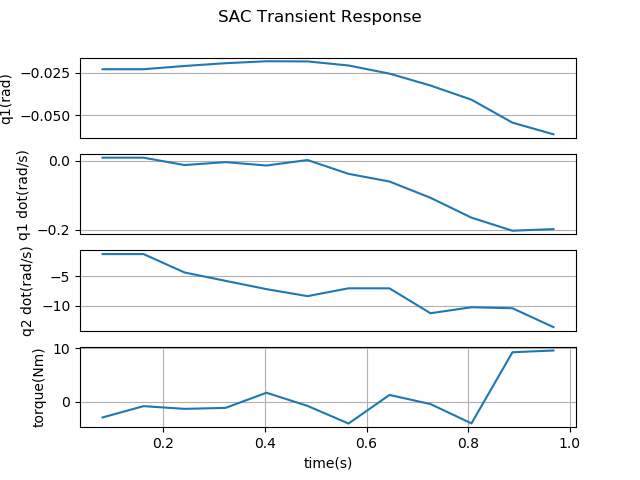 SAC Transient Response
q1(rad)
−0.025
−0.050
q1 dot(rad/s)
0.0
−0.2
q2 dot(rad/s)
−5
−10
torque(Nm)
10
0
0.2 0.4 0.6 0.8 1.0
time(s)